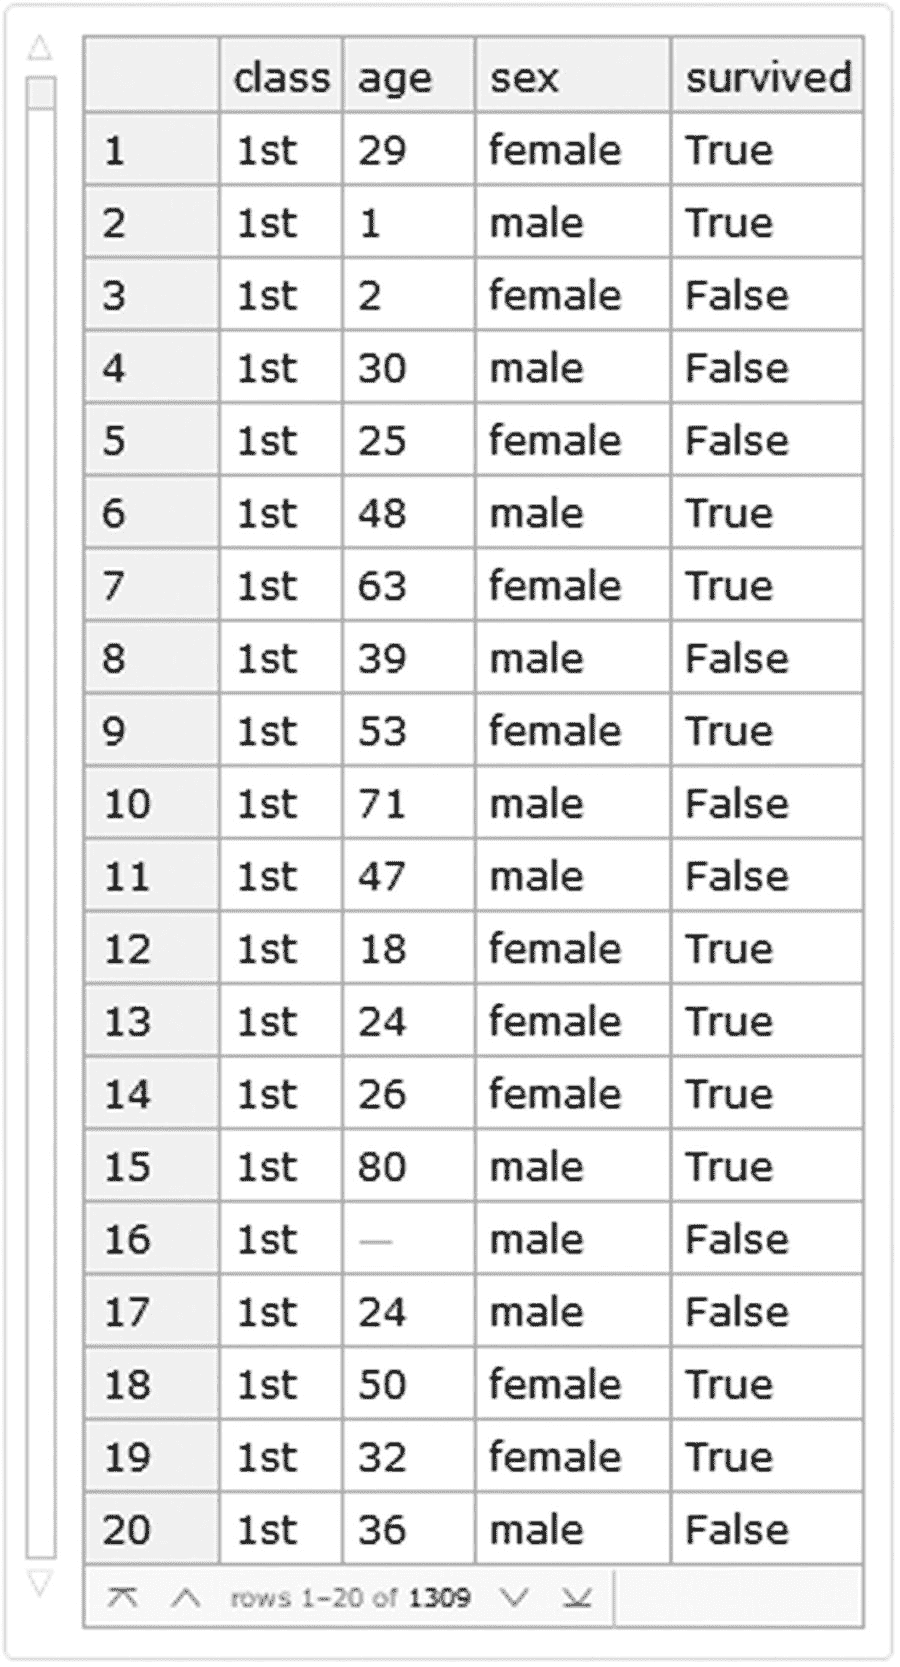 class age sex survived
1 1st 29 female True
2 1st 1 male True
3 1st 2 female False
4 1st 30 male False
5 1st 25 female False
6 1st 48 male True
7 1st 63 female True
8 1st 39 male False
9 1st 53 female True
10 1st 71 male False
11 1st 47 male False
12 1st 18 female True
13 1st 24 female True
14 1st 26 female True
15 1st 80 male True
16 1st — male False
17 1st 24 male False
18 1st 50 female True
19 1st 32 female True
20 1st 36 male False
rows 1–20 of 1309